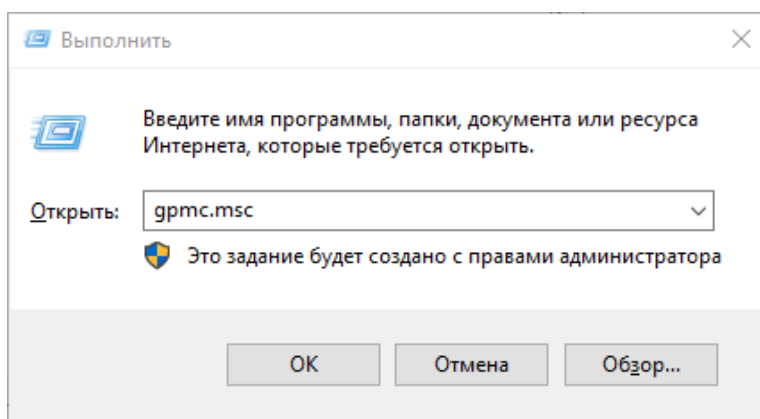 Выполнить
Введите имя программы, папки, документа или ресурса
Интернета, которые требуется открыть.
Открыть: gpmc.msc
Это задание будет создано с правами администратора
ОК Отмена Обзор...